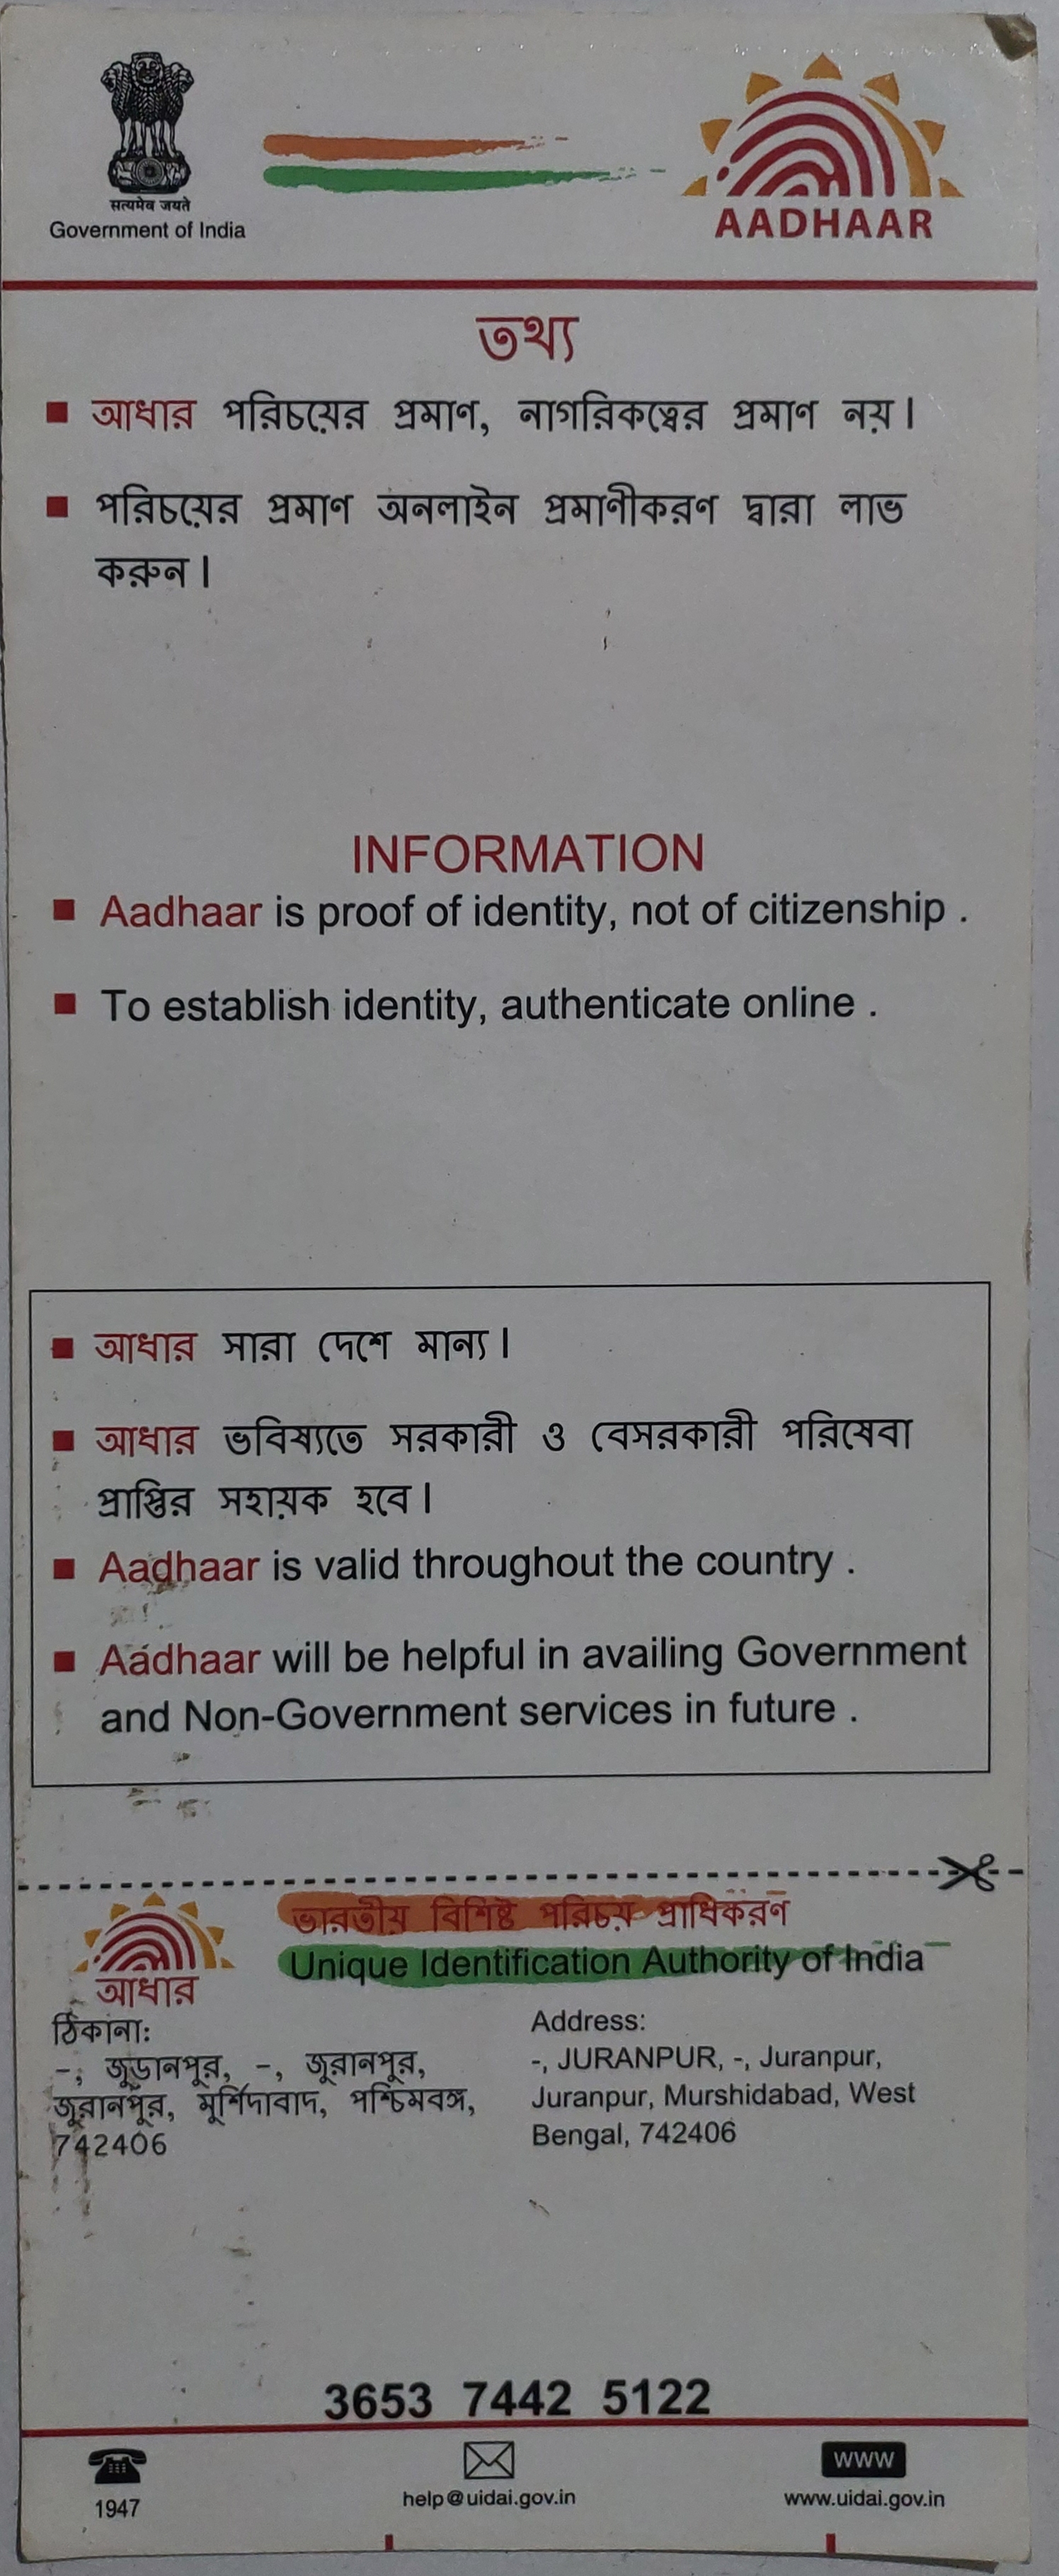 सत्यमेव जयते
Government of India
AADHAAR
তথ্য
আধার পরিচয়ের প্রমাণ, নাগরিকত্বের প্রমাণ নয়।
পরিচয়ের প্রমাণ অনলাইন প্রমাণীকরণ দ্বারা লাভ
করুন।
INFORMATION
Aadhaar is proof of identity, not of citizenship .
To establish identity, authenticate online .
আধার সারা দেশে মান্য।
আধার ভবিষ্যতে সরকারী ও বেসরকারী পরিষেবা
প্রাপ্তির সহায়ক হবে।
Aadhaar is valid throughout the country .
Aadhaar will be helpful in availing Government
and Non-Government services in future .
ভারতীয় বিশিষ্ট পরিচয় প্রাধিকরণ
Unique Identification Authority of India
আধার
ঠিকানা:
-, জুড়ানপুর, -, জুরানপুর,
জুরানপুর, মুর্শিদাবাদ, পশ্চিমবঙ্গ,
742406
Address:
-, JURANPUR, -, Juranpur,
Juranpur, Murshidabad, West
Bengal, 742406
3653 7442 5122
1947
help@uidai.gov.in
www
www.uidai.gov.in